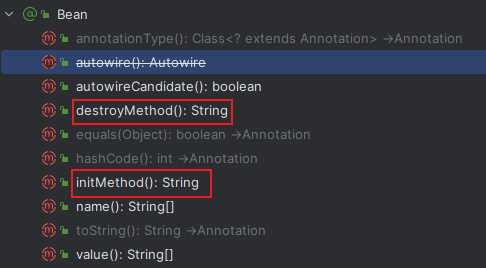 Bean
annotationType(): Class<? extends Annotation> →Annotation
autowire(): Autowire
autowireCandidate(): boolean
destroyMethod(): String
equals(Object): boolean →Annotation
hashCode(): int →Annotation
initMethod(): String
name(): String[]
toString(): String →Annotation
value(): String[]